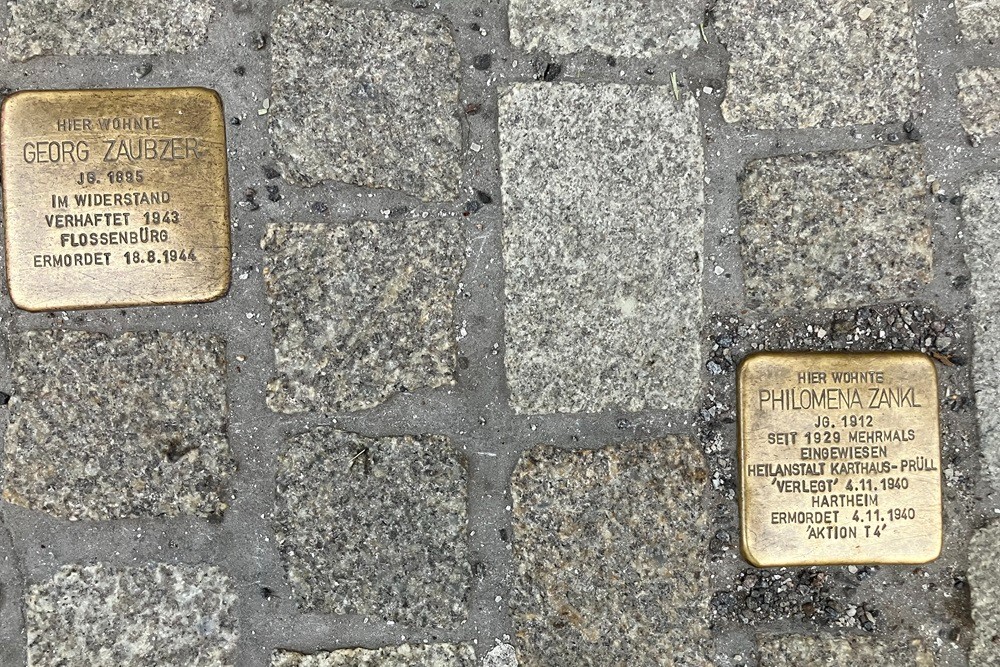 HIER WOHNTE
GEORG ZAUBZER
JG. 1895
IM WIDERSTAND
VERHAFTET 1943
FLOSSENBÜRG
ERMORDET 18.8.1944
HIER WOHNTE
PHILOMENA ZANKL
JG. 1912
SEIT 1929 MEHRMALS
EINGEWIESEN
HEILANSTALT KARTHAUS-PRÜLL
'VERLEGT' 4.11.1940
HARTHEIM
ERMORDET 4.11.1940
'AKTION T4'